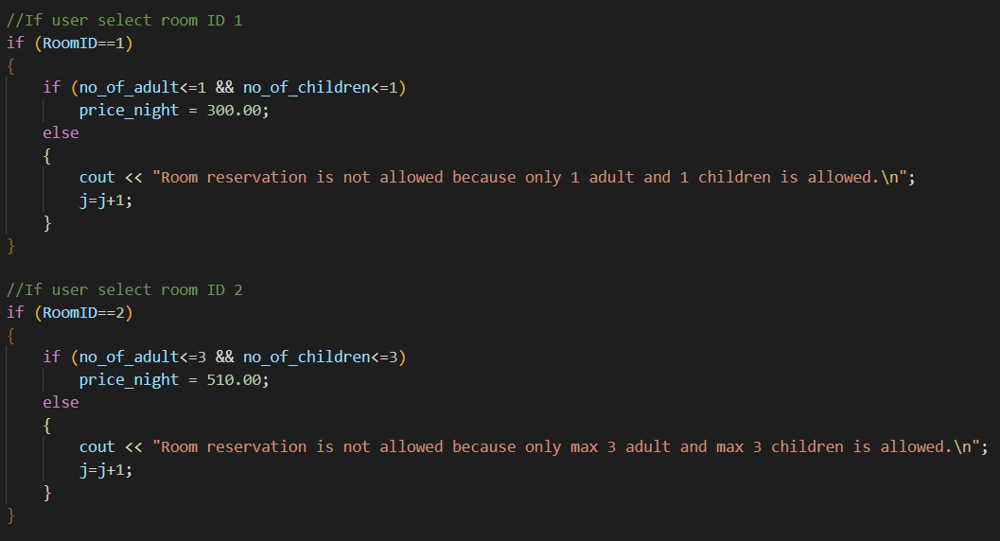 //If user select room ID 1
if (RoomID==1)
{
    if (no_of_adult<=1 && no_of_children<=1)
        price_night = 300.00;
    else
    {
        cout << "Room reservation is not allowed because only 1 adult and 1 children is allowed.\n";
        j=j+1;
    }
}

//If user select room ID 2
if (RoomID==2)
{
    if (no_of_adult<=3 && no_of_children<=3)
        price_night = 510.00;
    else
    {
        cout << "Room reservation is not allowed because only max 3 adult and max 3 children is allowed.\n";
        j=j+1;
    }
}